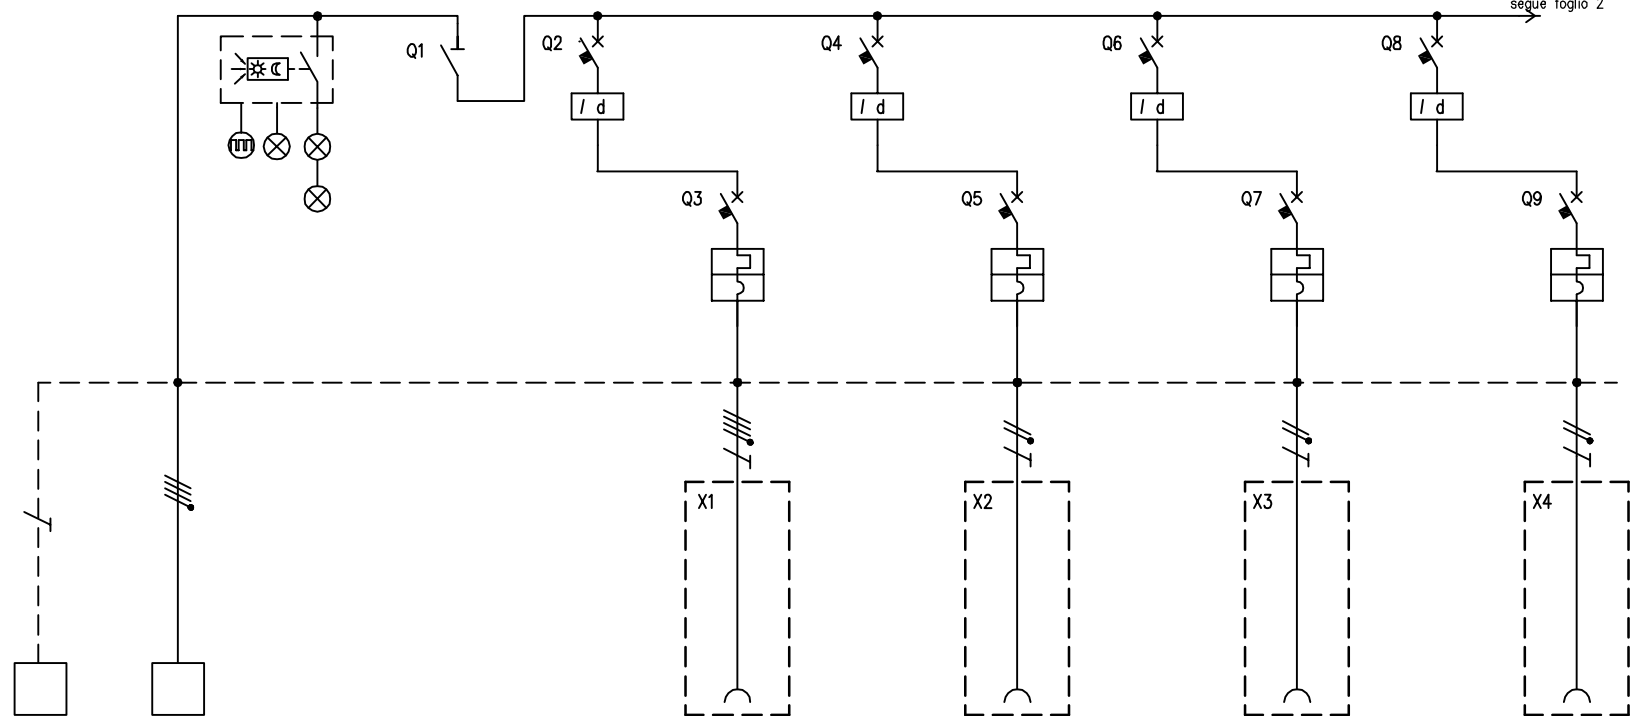 segue foglio 2
Q1
Q2
Q4
Q6
Q8
I d
I d
I d
I d
Q3
Q5
Q7
Q9
X1
X2
X3
X4